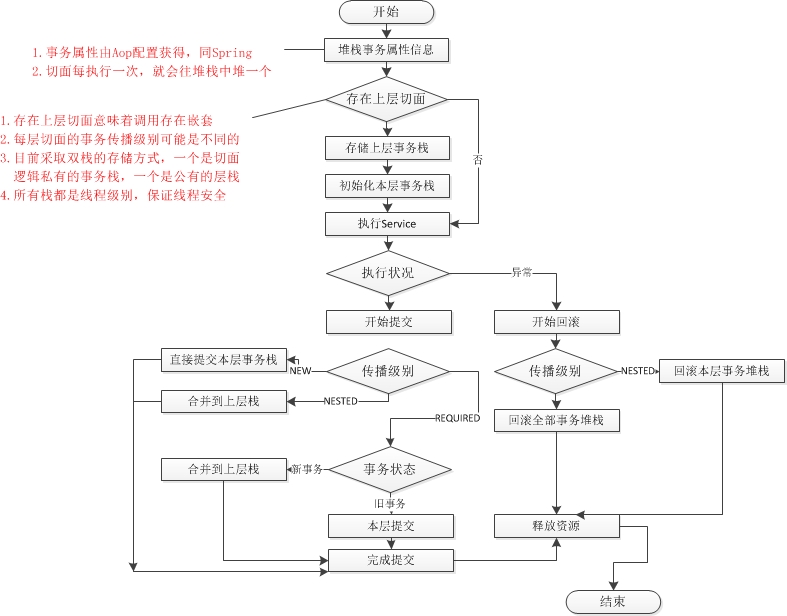 开始
1.事务属性由Aop配置获得，同Spring
2.切面每执行一次，就会往堆栈中堆一个
堆栈事务属性信息
存在上层切面
1.存在上层切面意味着调用存在嵌套
2.每层切面的事务传播级别可能是不同的
3.目前采取双栈的存储方式，一个是切面
逻辑私有的事务栈，一个是公有的层栈
4.所有栈都是线程级别，保证线程安全
存储上层事务栈
否
初始化本层事务栈
执行Service
执行状况
异常
开始提交
开始回滚
直接提交本层事务栈
NEW
传播级别
传播级别
NESTED
回滚本层事务堆栈
合并到上层栈
NESTED
REQUIRED
回滚全部事务堆栈
合并到上层栈
新事务
事务状态
旧事务
本层提交
释放资源
完成提交
结束